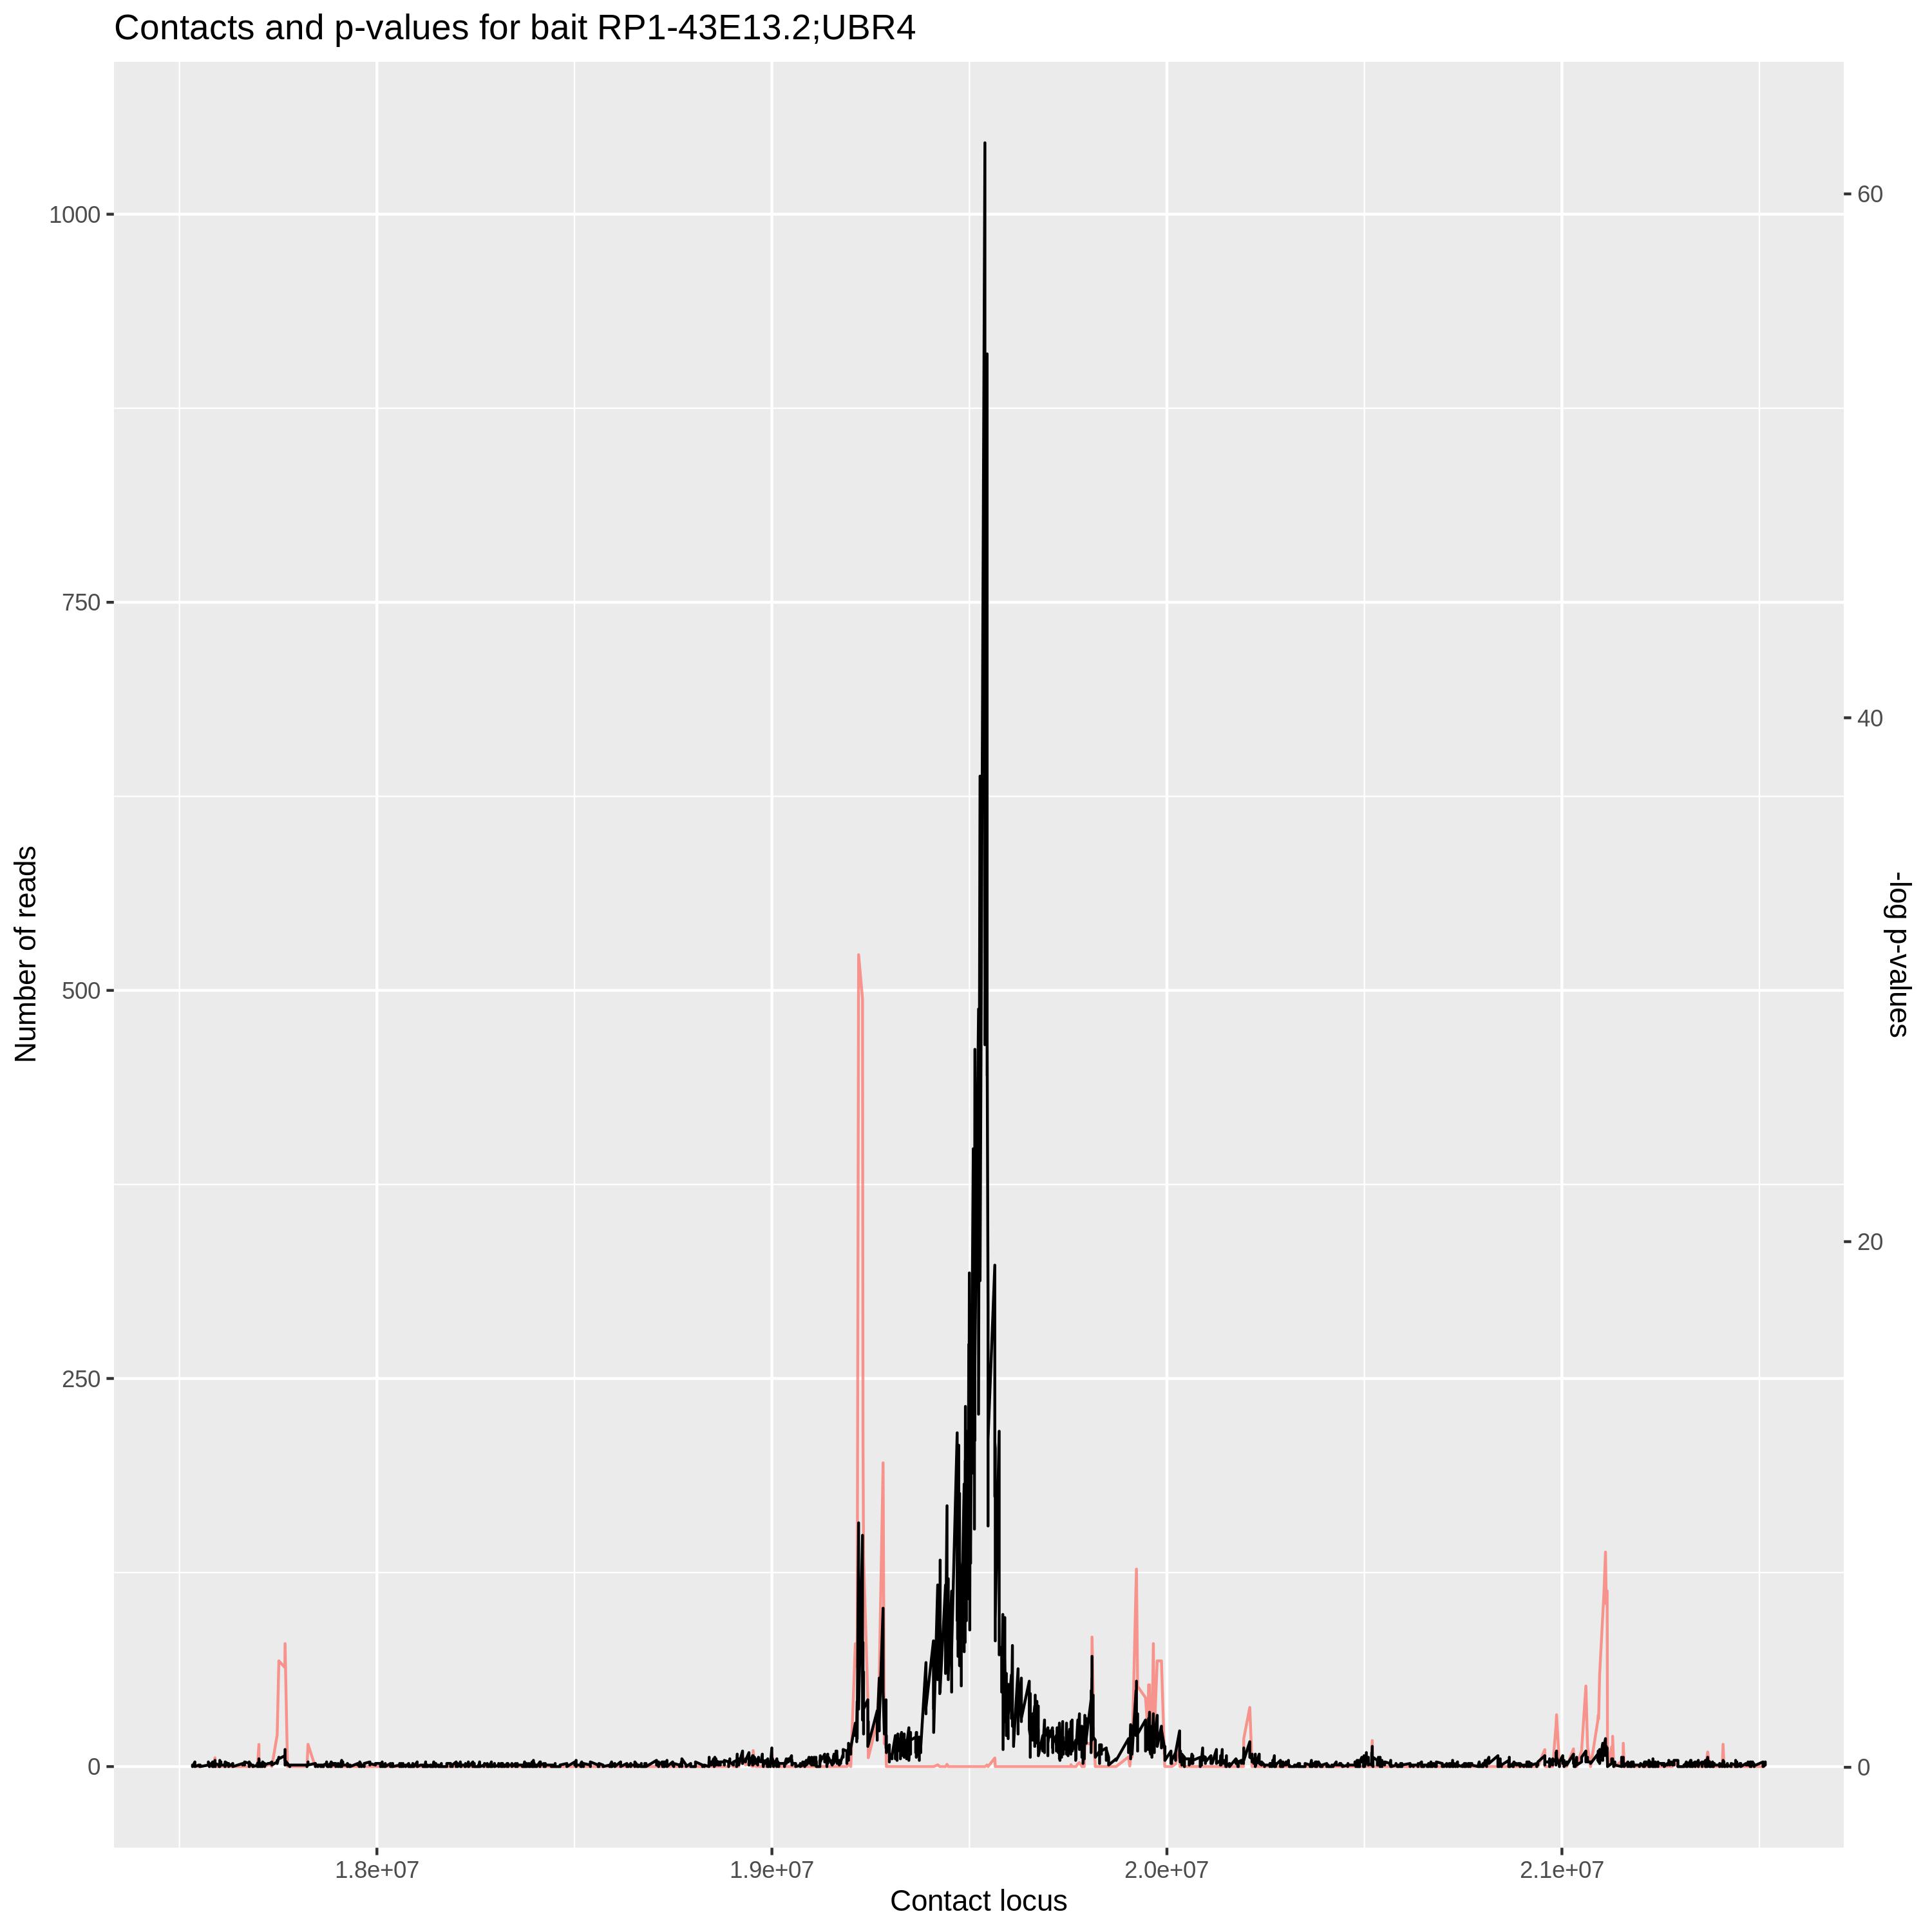 Contacts and p-values for bait RP1-43E13.2;UBR4
1000
750
500
250
0
Number of reads
60
40
20
0
-log p-values
1.8e+07
1.9e+07
2.0e+07
2.1e+07
Contact locus